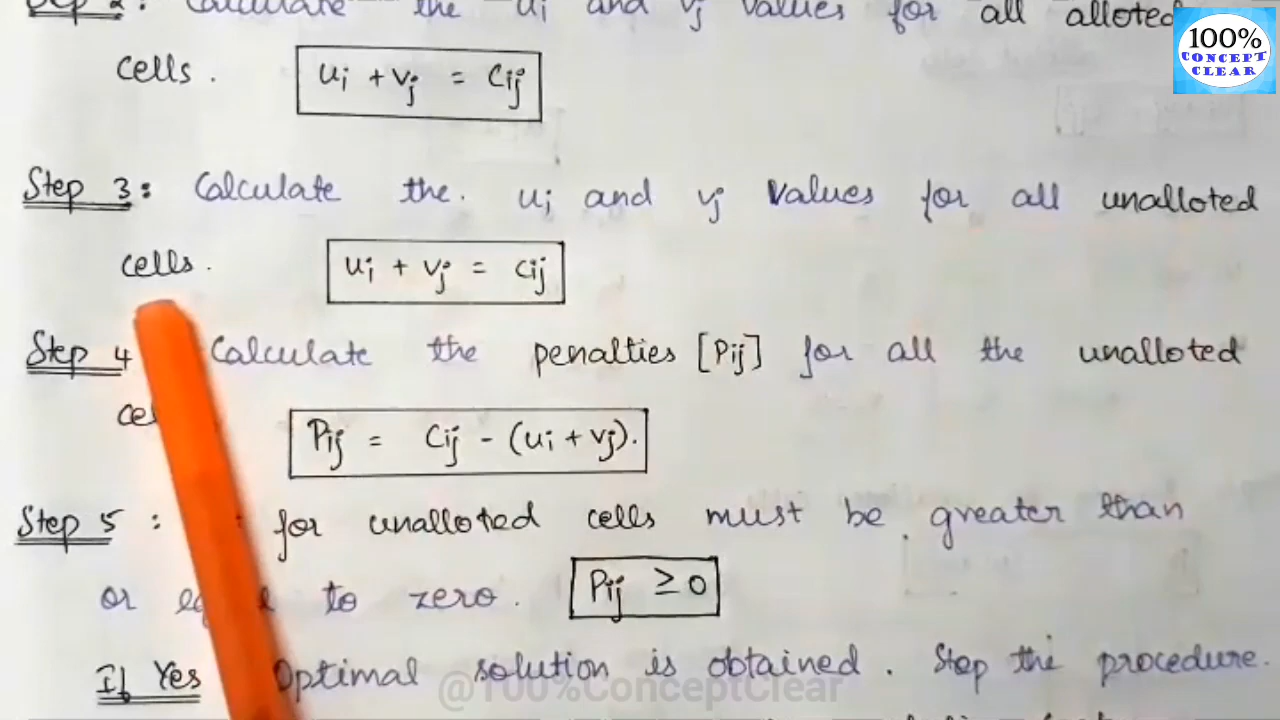 Step 2: Calculate the ui and vj values for all alloted
cells. ui + vj = cij
Step 3: Calculate the. ui and vj values for all unalloted
cells. ui + vj = cij
Step 4 Calculate the penalties [Pij] for all the unalloted
Pij = Cij - (ui + vj).
Step 5: for unalloted cells must be greater than
or to zero. Pij ≥ 0
If Yes Optimal solution is obtained. Stop the procedure.
100%
CONCEPT
CLEAR
@100%ConceptClear